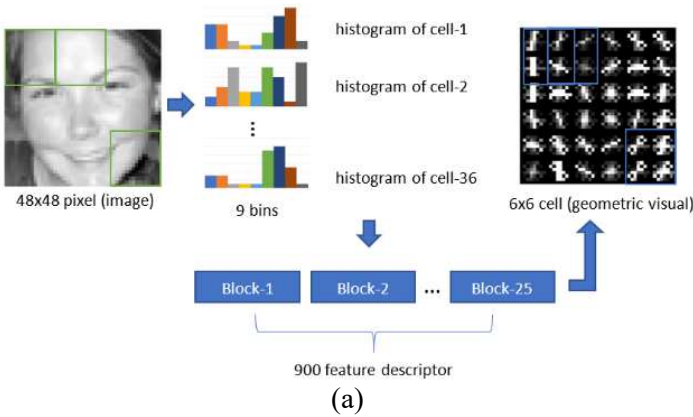 histogram of cell-1
histogram of cell-2
⋮
histogram of cell-36
48x48 pixel (image)
9 bins
6x6 cell (geometric visual)
Block-1 Block-2 ... Block-25
900 feature descriptor
(a)